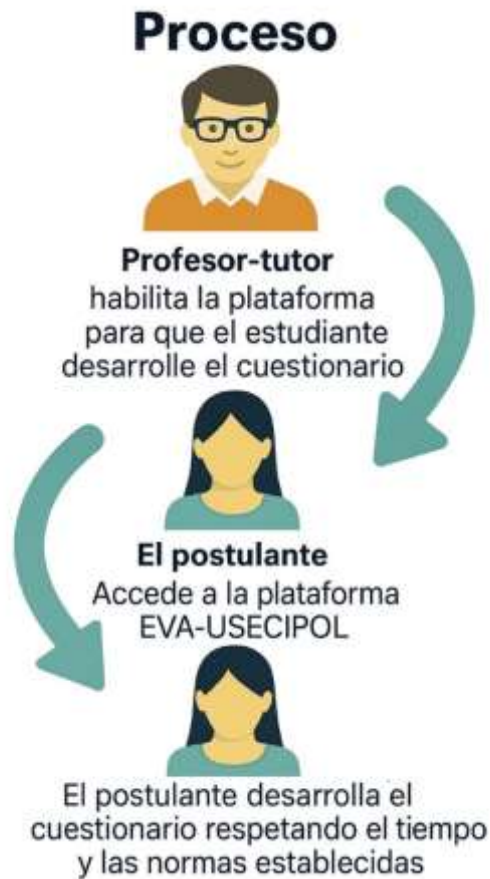 Proceso
Profesor-tutor
habilita la plataforma
para que el estudiante
desarrolle el cuestionario
El postulante
Accede a la plataforma
EVA-USECIPOL
El postulante desarrolla el
cuestionario respetando el tiempo
y las normas establecidas